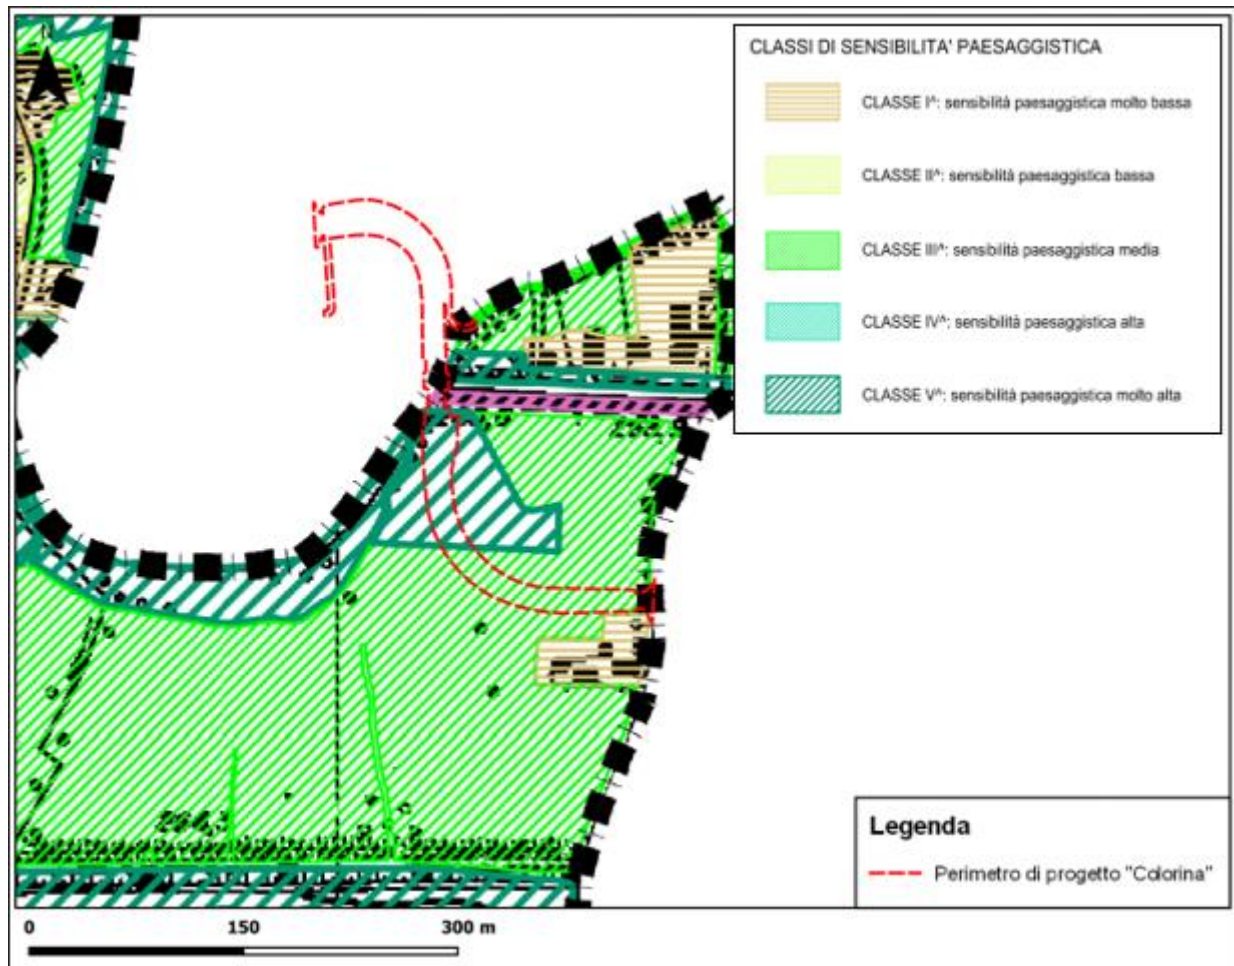 CLASSI DI SENSIBILITA' PAESAGGISTICA
CLASSE I^: sensibilità paesaggistica molto bassa
CLASSE II^: sensibilità paesaggistica bassa
CLASSE III^: sensibilità paesaggistica media
CLASSE IV^: sensibilità paesaggistica alta
CLASSE V^: sensibilità paesaggistica molto alta
Legenda
Perimetro di progetto "Colorina"
0 150 300 m